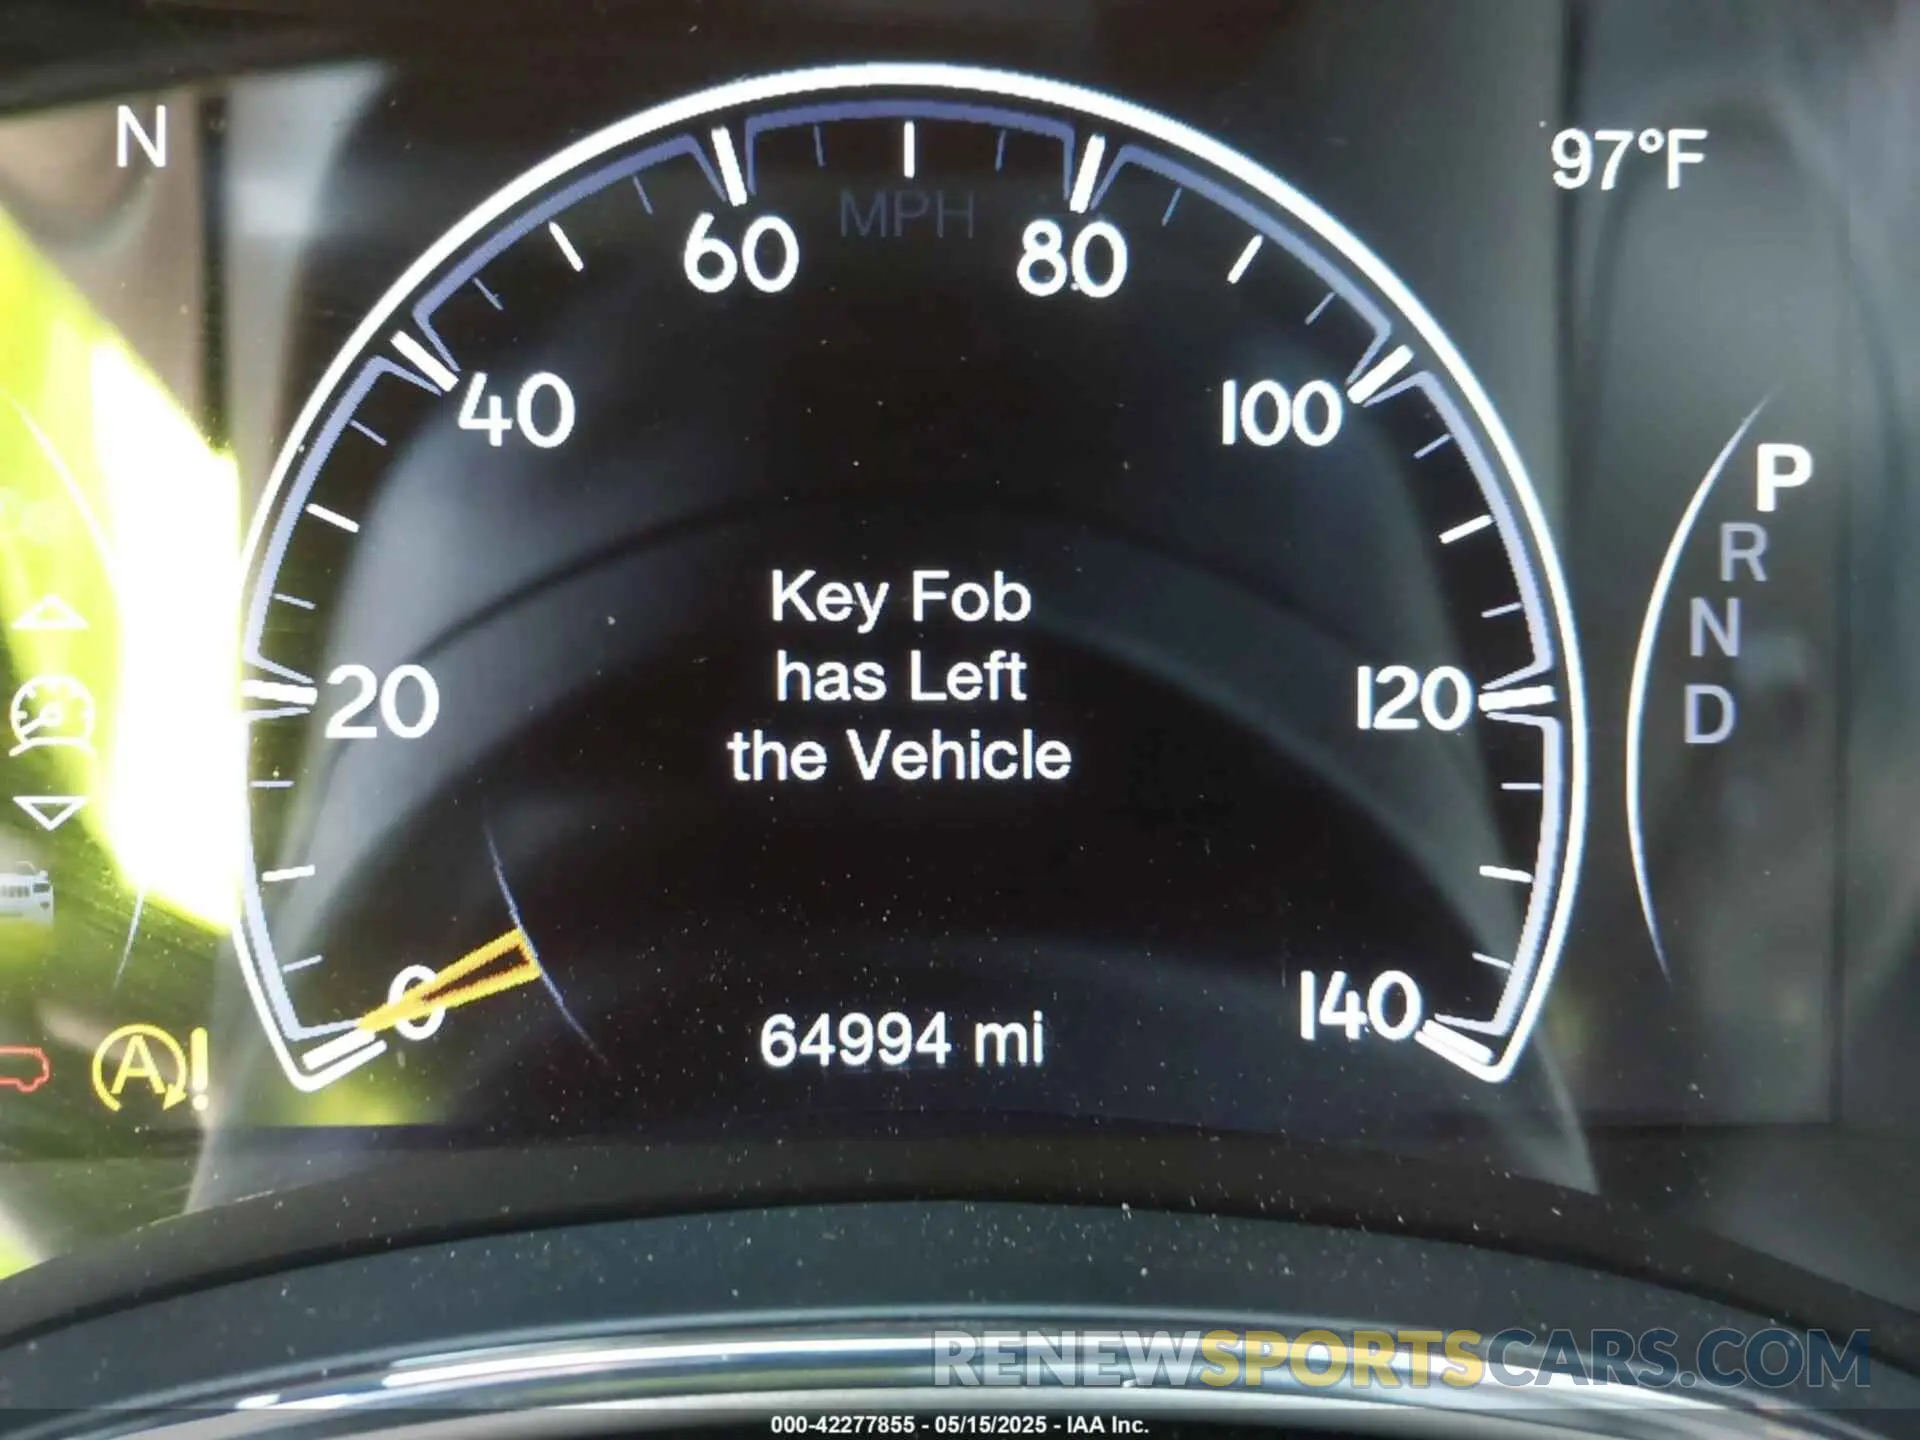 N
97°F
MPH
60
80
40
100
P
R
N
D
Key Fob
has Left
the Vehicle
20
120
0
140
64994 mi
A!
RENEWSPORTSCARS.COM
000-42277855 - 05/15/2025 - IAA Inc.